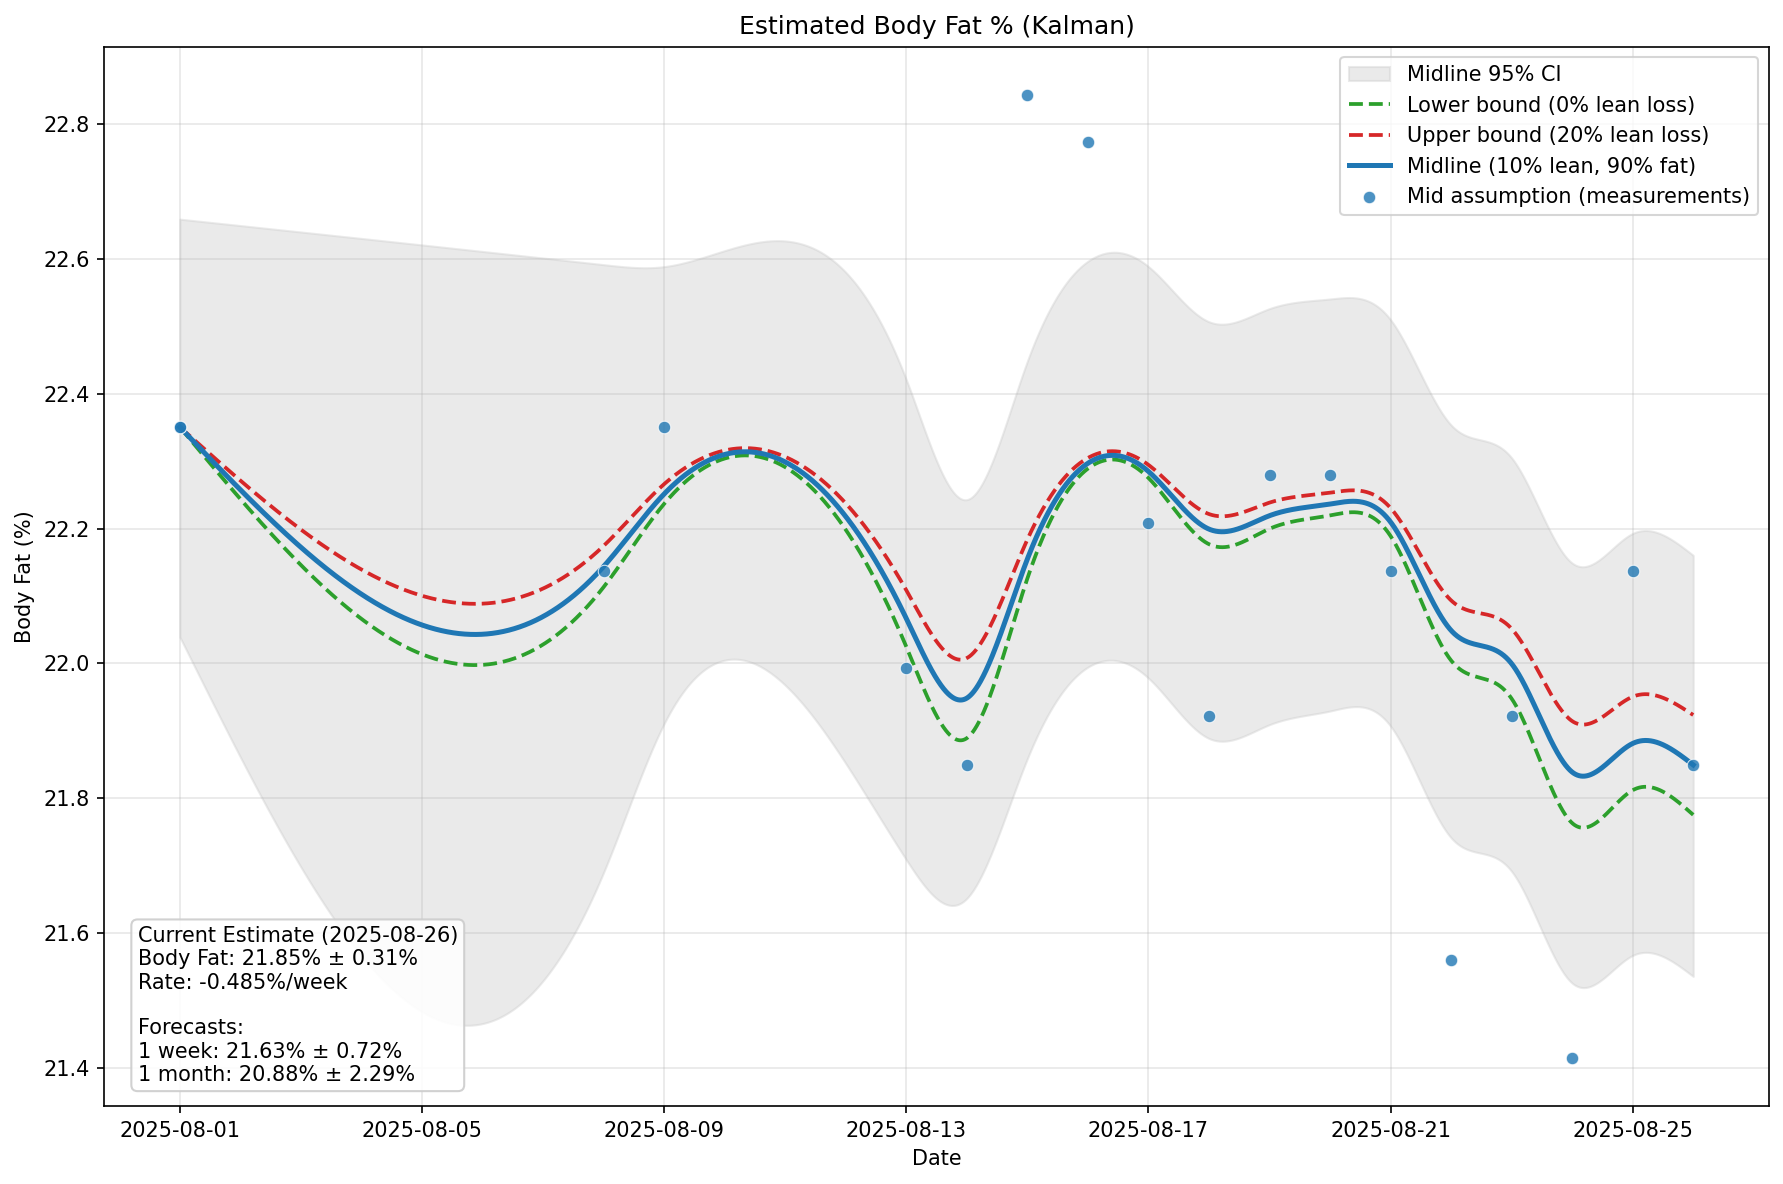 Estimated Body Fat % (Kalman)
Midline 95% CI
Lower bound (0% lean loss)
Upper bound (20% lean loss)
Midline (10% lean, 90% fat)
Mid assumption (measurements)
Body Fat (%)
22.8
22.6
22.4
22.2
22.0
21.8
21.6
21.4
Current Estimate (2025-08-26)
Body Fat: 21.85% ± 0.31%
Rate: -0.485%/week
Forecasts:
1 week: 21.63% ± 0.72%
1 month: 20.88% ± 2.29%
2025-08-01 2025-08-05 2025-08-09 2025-08-13 2025-08-17 2025-08-21 2025-08-25
Date